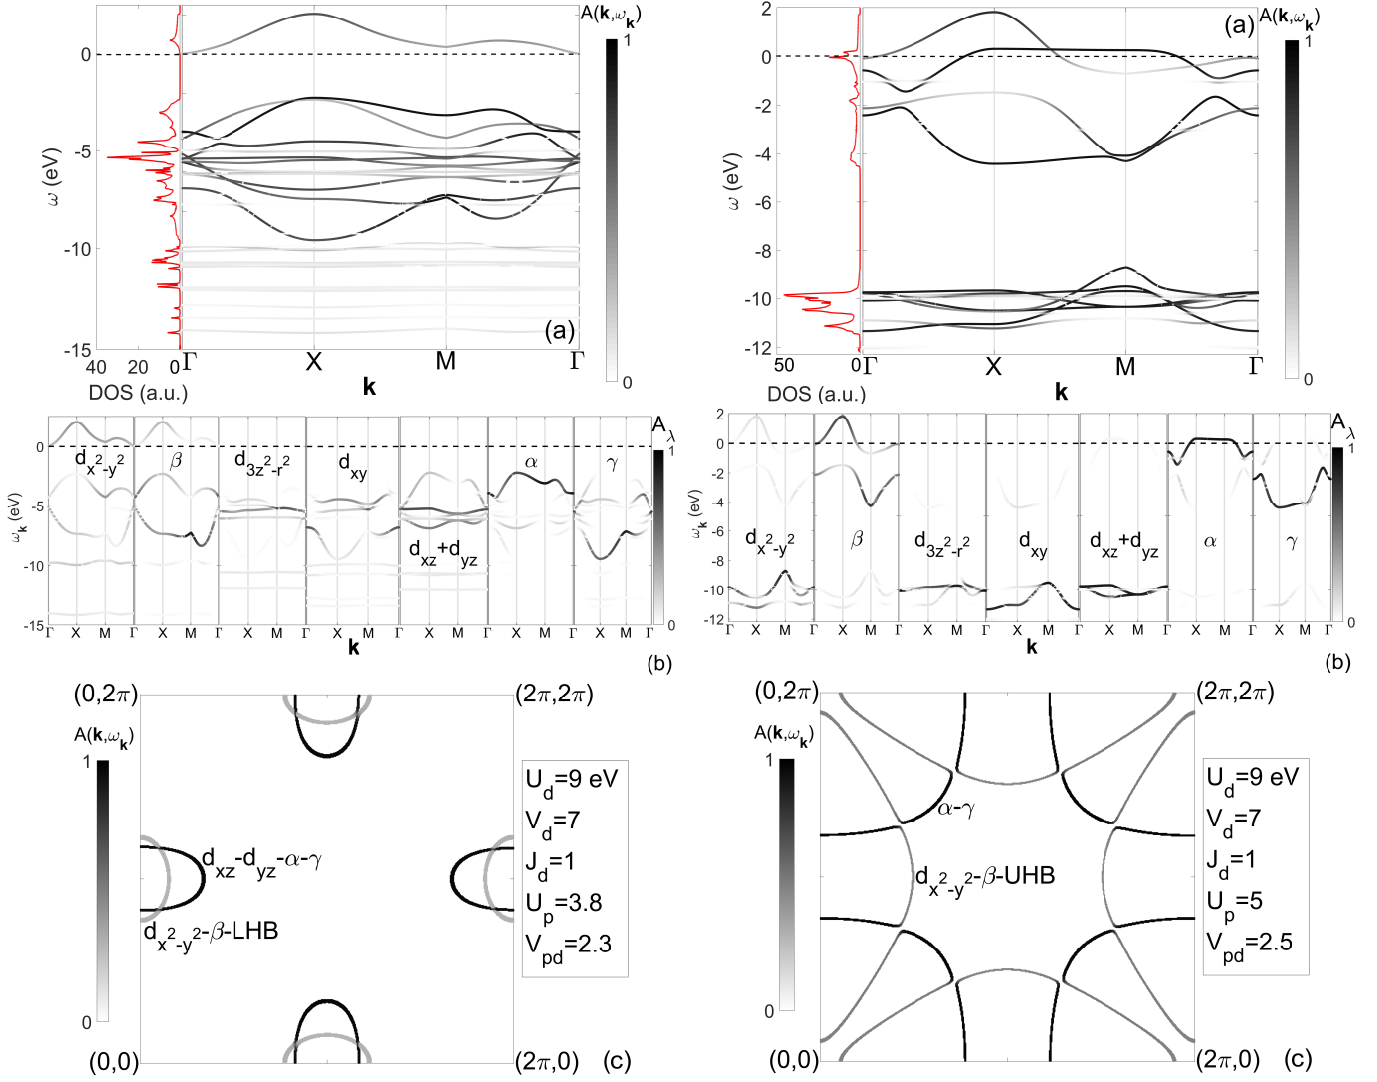 A(k,ωk)
1
0
0
-5
-10
-15
ω (eV)
(a)
40 20 0 Γ X M Γ
DOS (a.u.)
k
A(k,ωk)
1
0
2
0
-2
-4
-6
-8
-10
-12
ω (eV)
(a)
50 0 Γ X M Γ
DOS (a.u.)
k
0
-5
-10
-15
ωk (eV)
dx²-y² β d3z²-r² dxy dxz+dyz α γ
Aλ
1
0
Γ X M Γ X M Γ X M Γ X M Γ X M Γ X M Γ X M Γ
k
(b)
2
0
-2
-4
-6
-8
-10
-12
ωk (eV)
dx²-y² β d3z²-r² dxy dxz+dyz α γ
Aλ
1
0
Γ X M Γ X M Γ X M Γ X M Γ X M Γ X M Γ X M Γ
k
(b)
(0,2π) (2π,2π)
A(k,ωk)
1
0
dxz-dyz-α-γ
dx²-y²-β-LHB
Ud=9 eV
Vd=7
Jd=1
Up=3.8
Vpd=2.3
(0,0) (2π,0) (c)
(0,2π) (2π,2π)
A(k,ωk)
1
0
α-γ
dx²-y²-β-UHB
Ud=9 eV
Vd=7
Jd=1
Up=5
Vpd=2.5
(0,0) (2π,0) (c)